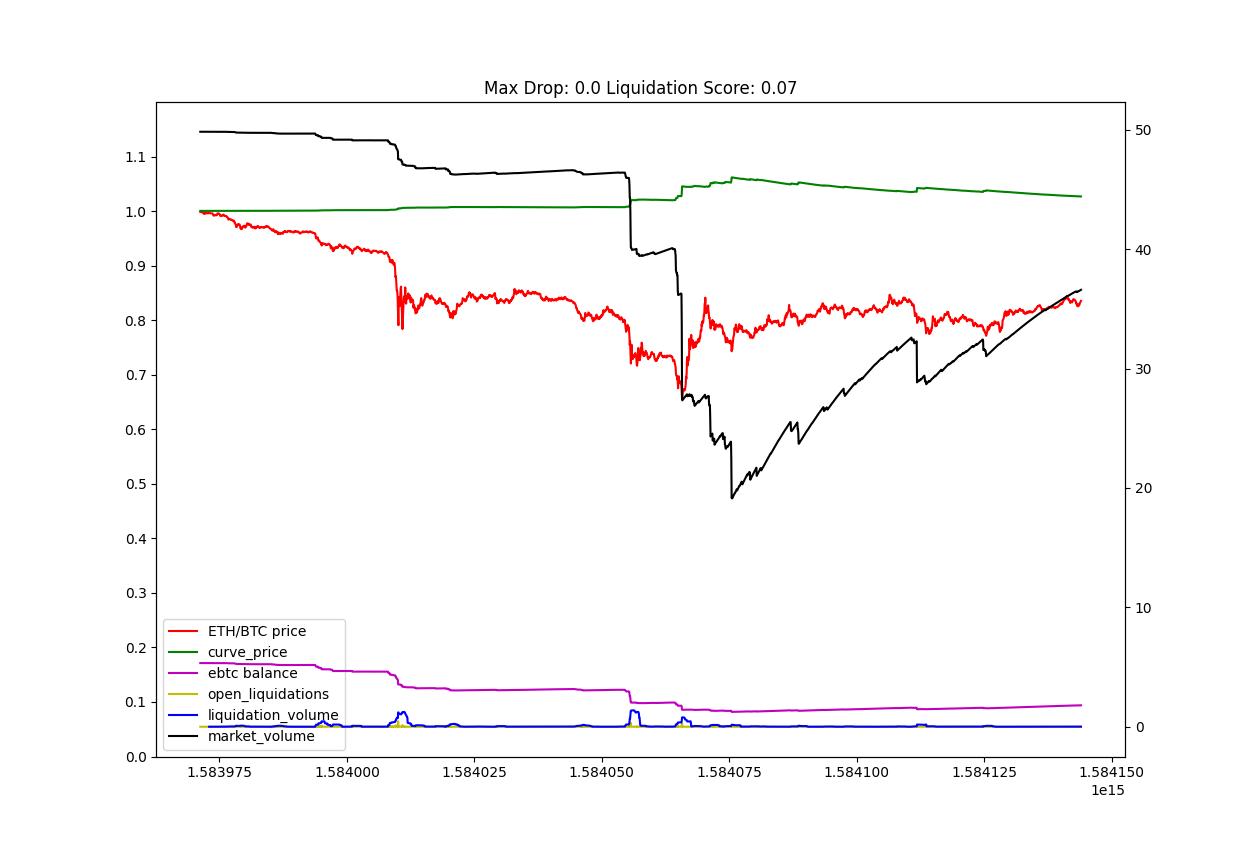 Max Drop: 0.0 Liquidation Score: 0.07
1.1
1.0
0.9
0.8
0.7
0.6
0.5
0.4
0.3
0.2
0.1
0.0
50
40
30
20
10
0
ETH/BTC price
curve_price
ebtc balance
open_liquidations
liquidation_volume
market_volume
1.583975 1.584000 1.584025 1.584050 1.584075 1.584100 1.584125 1.584150
1e15